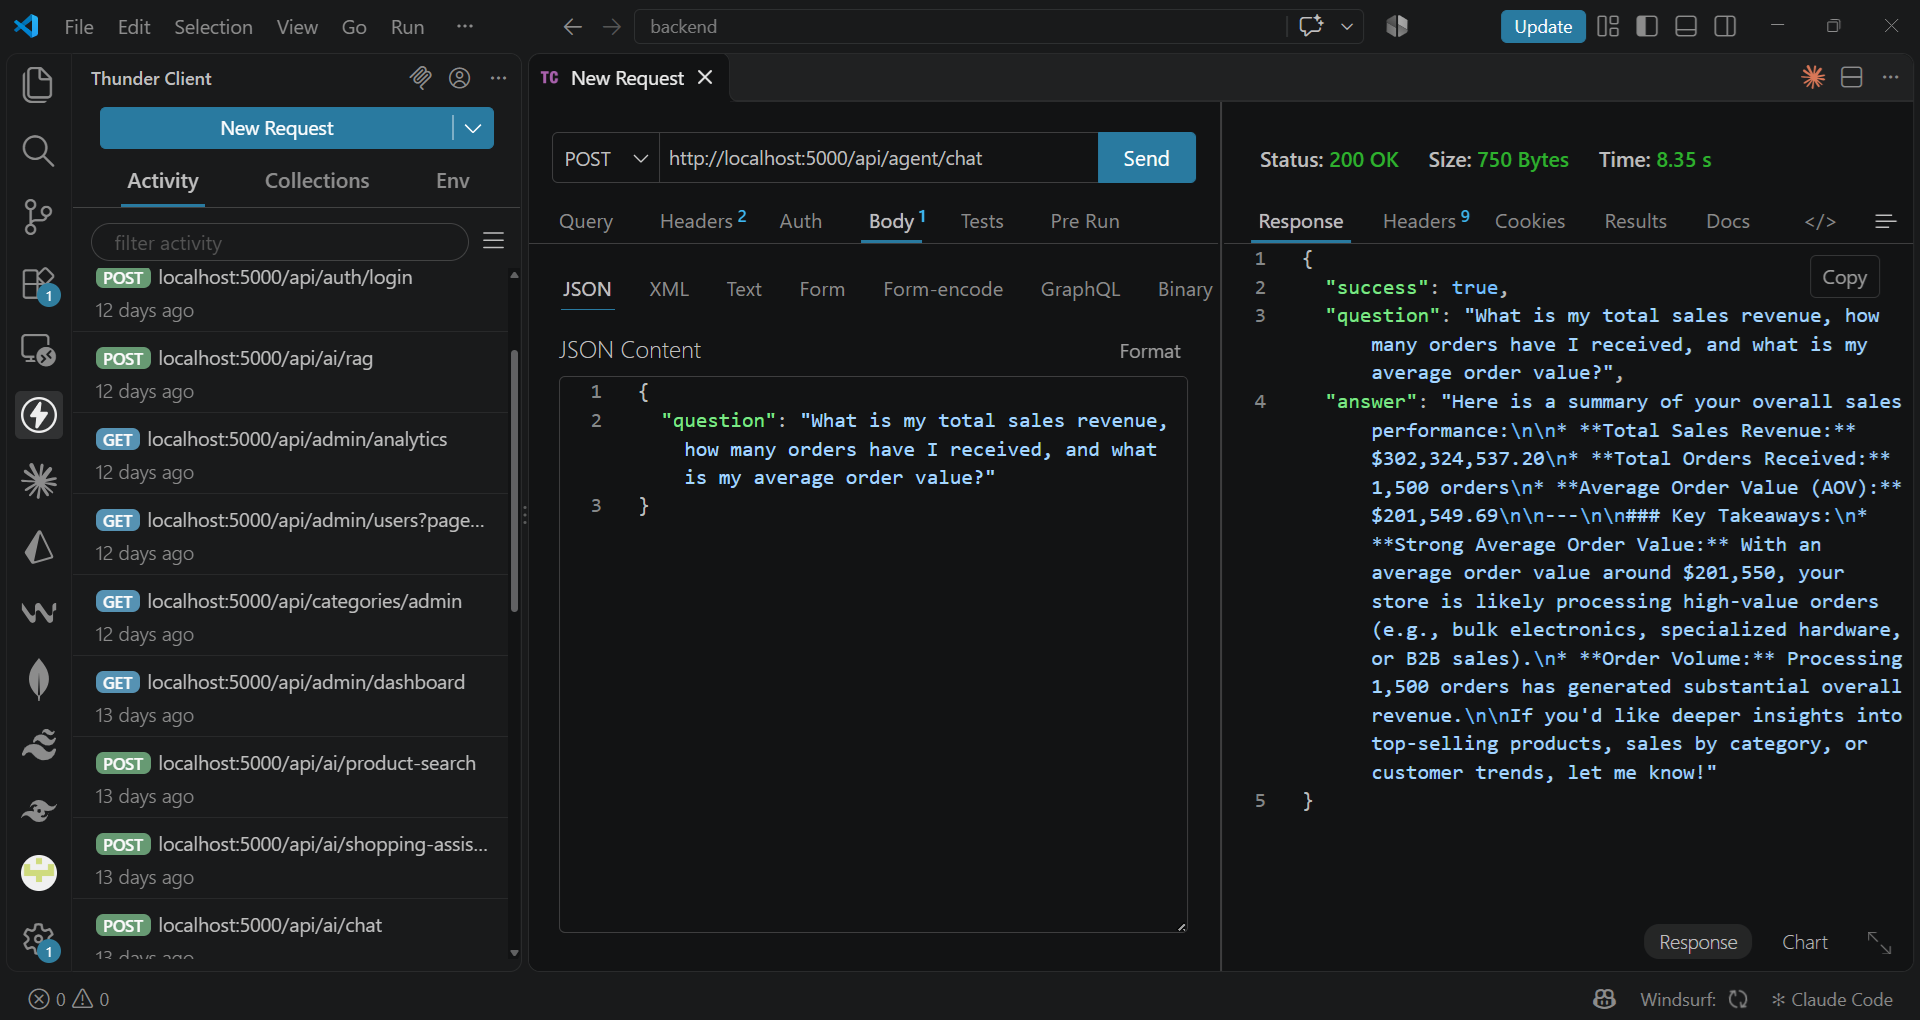 File Edit Selection View Go Run ···
backend
Update
Thunder Client
New Request
Activity Collections Env
filter activity
POST localhost:5000/api/auth/login
12 days ago
POST localhost:5000/api/ai/rag
12 days ago
GET localhost:5000/api/admin/analytics
12 days ago
GET localhost:5000/api/admin/users?page...
12 days ago
GET localhost:5000/api/categories/admin
12 days ago
GET localhost:5000/api/admin/dashboard
13 days ago
POST localhost:5000/api/ai/product-search
13 days ago
POST localhost:5000/api/ai/shopping-assis...
13 days ago
POST localhost:5000/api/ai/chat
13 days ago
1
1
TC New Request
POST http://localhost:5000/api/agent/chat Send
Query Headers 2 Auth Body 1 Tests Pre Run
JSON XML Text Form Form-encode GraphQL Binary
JSON Content Format
1 {
2 "question": "What is my total sales revenue,
how many orders have I received, and what
is my average order value?"
3 }
Status: 200 OK Size: 750 Bytes Time: 8.35 s
Response Headers 9 Cookies Results Docs </>
Copy
1 {
2 "success": true,
3 "question": "What is my total sales revenue, how
many orders have I received, and what is my
average order value?",
4 "answer": "Here is a summary of your overall sales
performance:\n\n* **Total Sales Revenue:**
$302,324,537.20\n* **Total Orders Received:**
1,500 orders\n* **Average Order Value (AOV):**
$201,549.69\n\n---\n\n### Key Takeaways:\n*
**Strong Average Order Value:** With an
average order value around $201,550, your
store is likely processing high-value orders
(e.g., bulk electronics, specialized hardware,
or B2B sales).\n* **Order Volume:** Processing
1,500 orders has generated substantial overall
revenue.\n\nIf you'd like deeper insights into
top-selling products, sales by category, or
customer trends, let me know!"
5 }
Response Chart
0 0
Windsurf: Claude Code